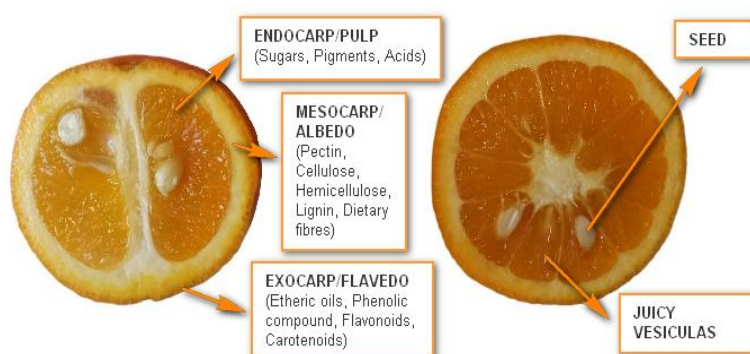 ENDOCARP/PULP
(Sugars, Pigments, Acids)
MESOCARP/
ALBEDO
(Pectin,
Cellulose,
Hemicellulose,
Lignin, Dietary
fibres)
EXOCARP/FLAVEDO
(Etheric oils, Phenolic
compound, Flavonoids,
Carotenoids)
SEED
JUICY
VESICULAS